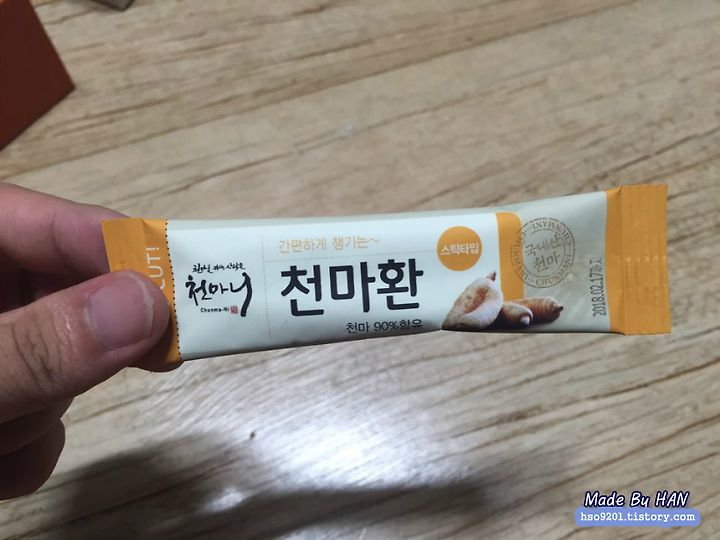 CUT!
천마니
Chunma-Ni
간편하게 챙기는~
천마환
천마 90%함유
스틱타입
국내산
천마
2018.02.17까지
Made By HAN
hso9201.tistory.com